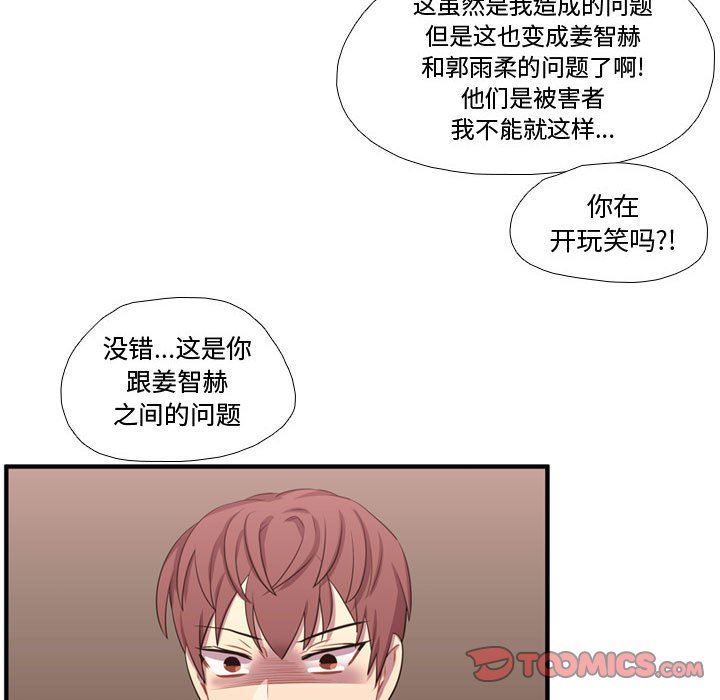 这虽然是我造成的问题
但是这也变成姜智赫
和郭雨柔的问题了啊!
他们是被害者
我不能就这样...
你在
开玩笑吗?!
没错...这是你
跟姜智赫
之间的问题
TOOMICS.COM